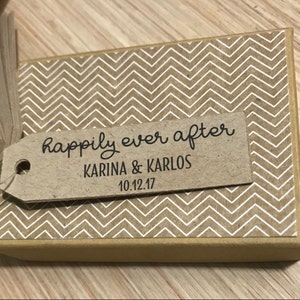 happily ever after
KARINA & KARLOS
10.12.17